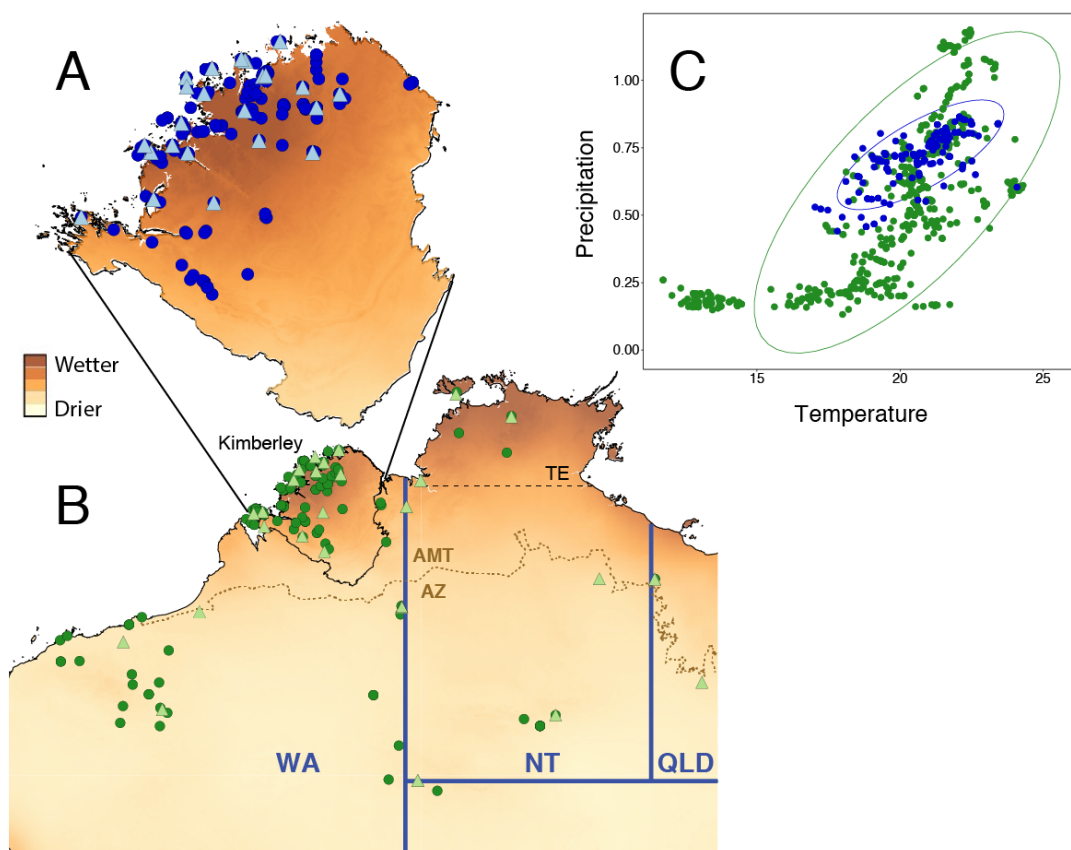 A
C
1.00
0.75
0.50
0.25
0.00
Precipitation
15
20
25
Temperature
Wetter
Drier
Kimberley
B
TE
AMT
AZ
WA
NT
QLD